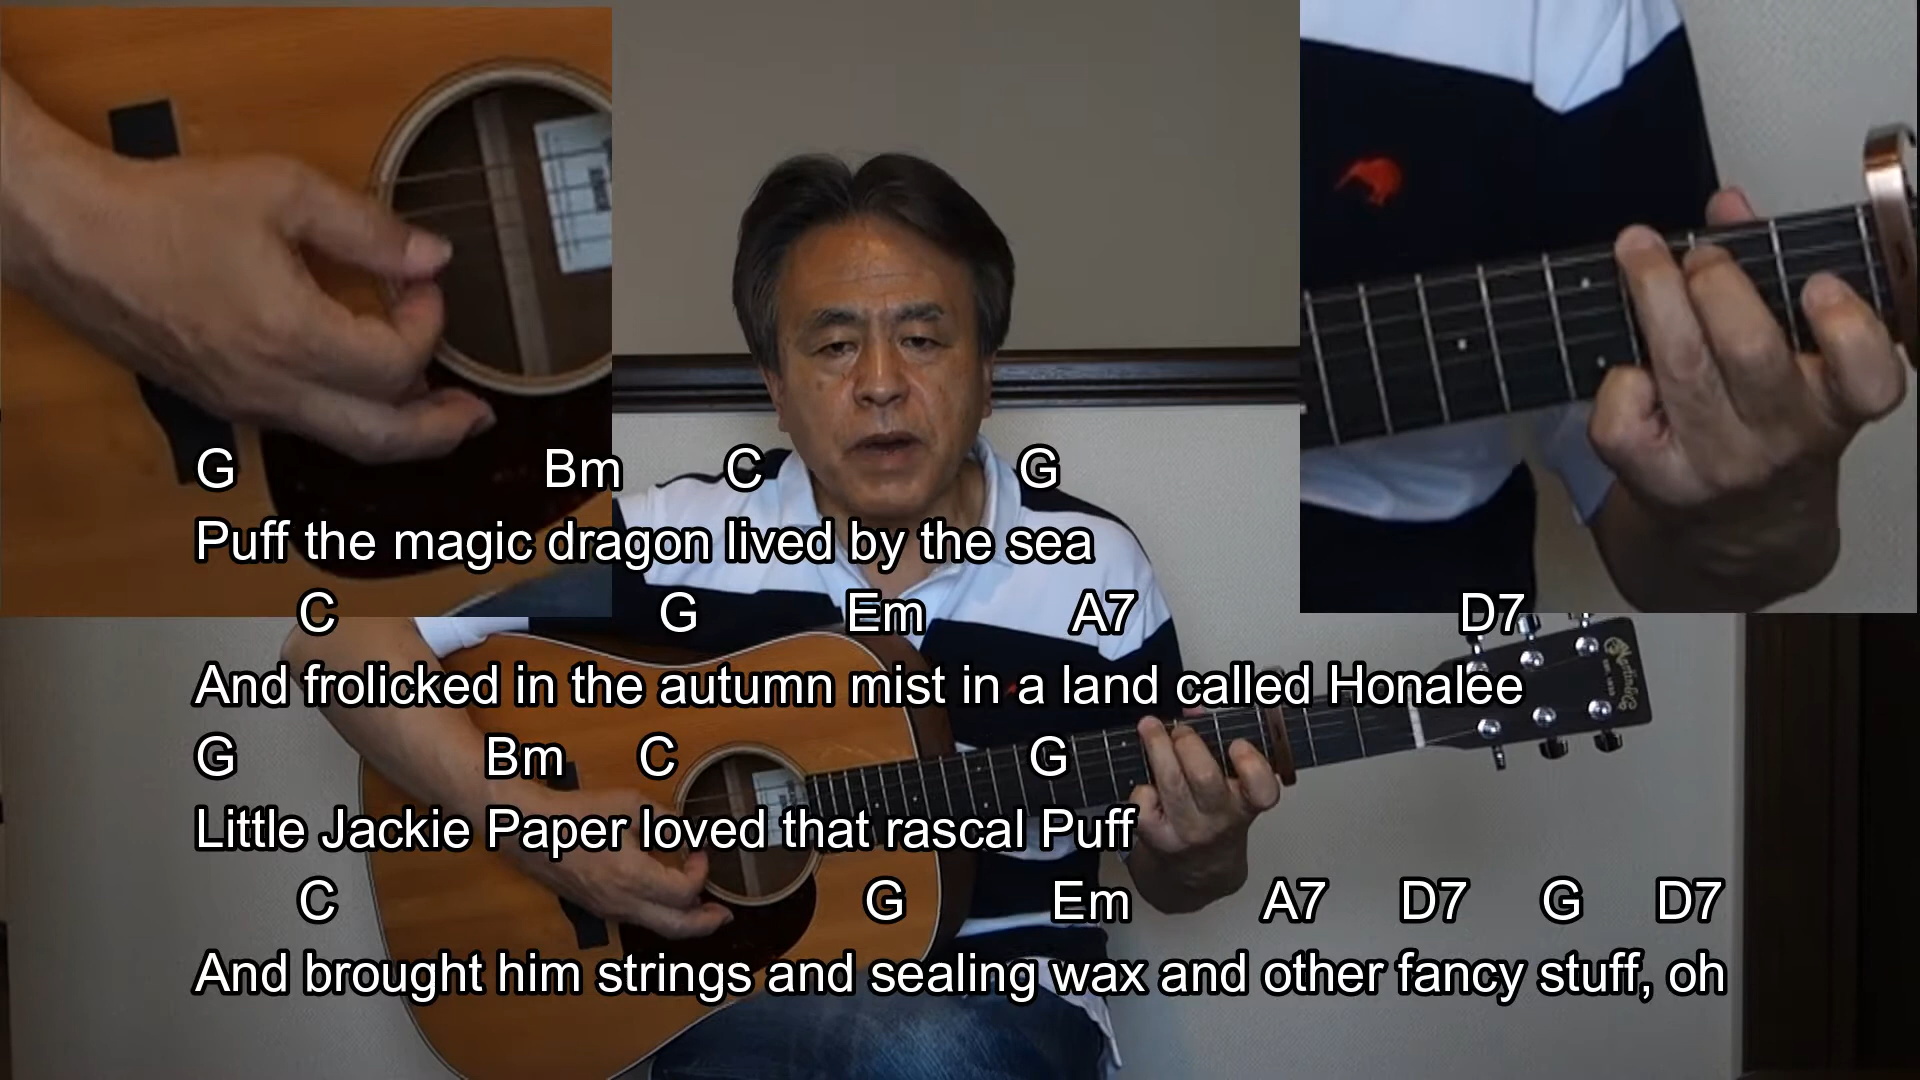 G Bm C G
Puff the magic dragon lived by the sea
C G Em A7 D7
And frolicked in the autumn mist in a land called Honalee
G Bm C G
Little Jackie Paper loved that rascal Puff
C G Em A7 D7 G D7
And brought him strings and sealing wax and other fancy stuff, oh